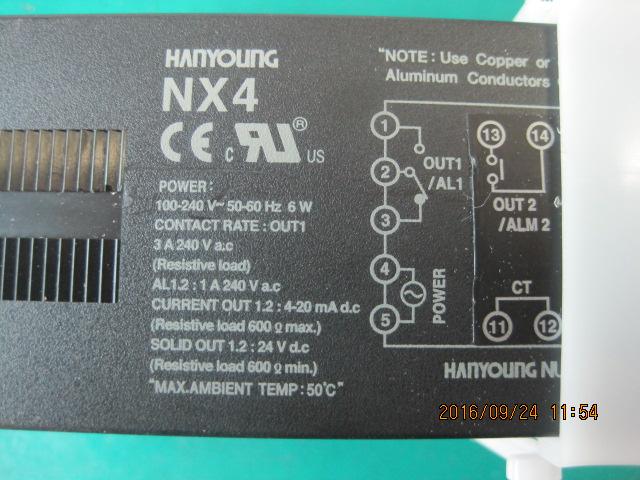 HANYOUNG
NX4
CE c RU ® US
POWER:
100-240 V~ 50-60 Hz 6 W
CONTACT RATE : OUT1
3 A 240 V a.c
(Resistive load)
AL1.2 : 1 A 240 V a.c
CURRENT OUT 1.2 : 4-20 mA d.c
(Resistive load 600 Ω max.)
SOLID OUT 1.2 : 24 V d.c
(Resistive load 600 Ω min.)
"MAX.AMBIENT TEMP : 50℃"
"NOTE : Use Copper or
Aluminum Conductors
1
2
3
4
5
OUT1
/AL1
POWER
13 14
OUT 2
/ALM 2
CT
11 12
HANYOUNG NU
2016/09/24 11:54